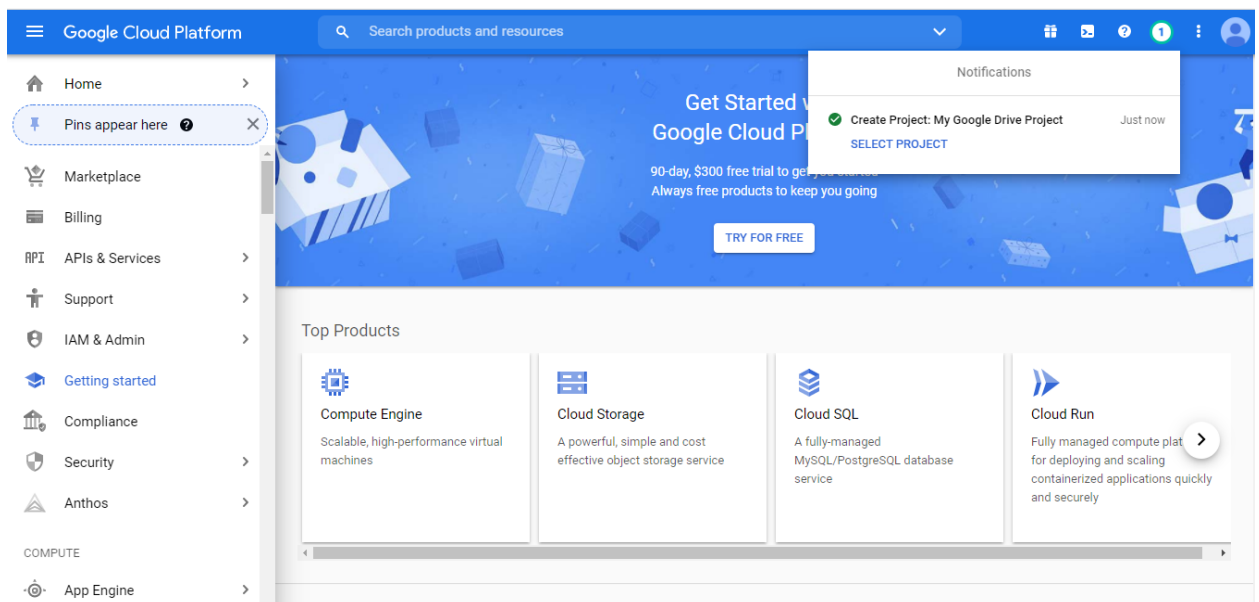 Google Cloud Platform
Search products and resources
1
Home
Pins appear here
Marketplace
Billing
API APIs & Services
Support
IAM & Admin
Getting started
Compliance
Security
Anthos
COMPUTE
App Engine
Get Started
Google Cloud
90-day, $300 free trial to get
Always free products to keep you going
TRY FOR FREE
Notifications
Create Project: My Google Drive Project Just now
SELECT PROJECT
Top Products
Compute Engine
Scalable, high-performance virtual
machines
Cloud Storage
A powerful, simple and cost
effective object storage service
Cloud SQL
A fully-managed
MySQL/PostgreSQL database
service
Cloud Run
Fully managed compute plat
for deploying and scaling
containerized applications quickly
and securely